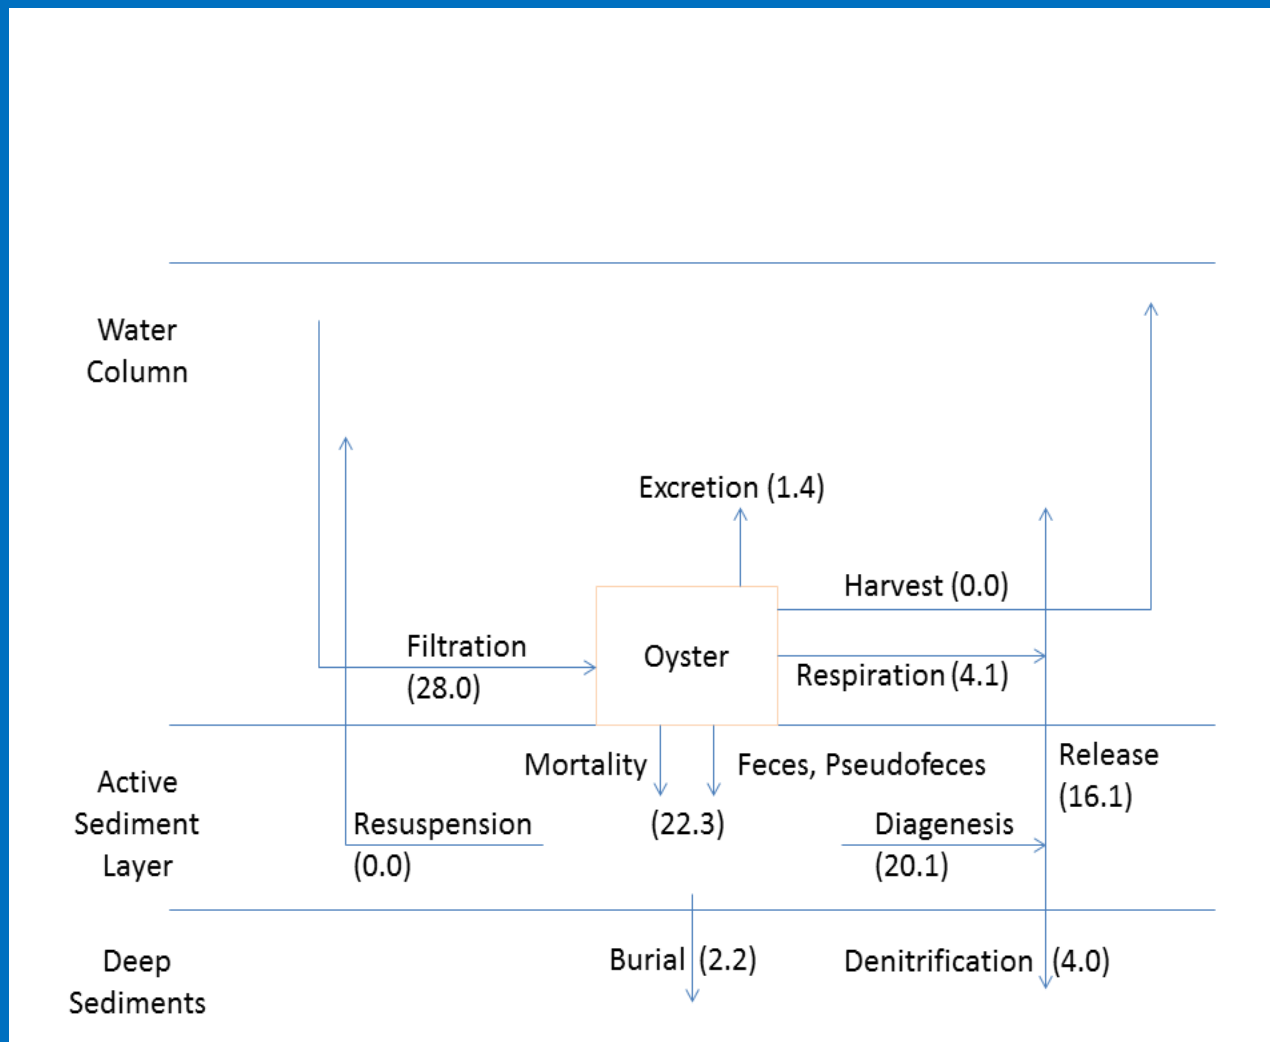 Water
Column
Excretion (1.4)
Harvest (0.0)
Filtration
(28.0)
Oyster
Respiration (4.1)
Mortality
Feces, Pseudofeces
Release
(16.1)
Active
Sediment
Layer
Resuspension
(0.0)
(22.3)
Diagenesis
(20.1)
Deep
Sediments
Burial (2.2)
Denitrification (4.0)